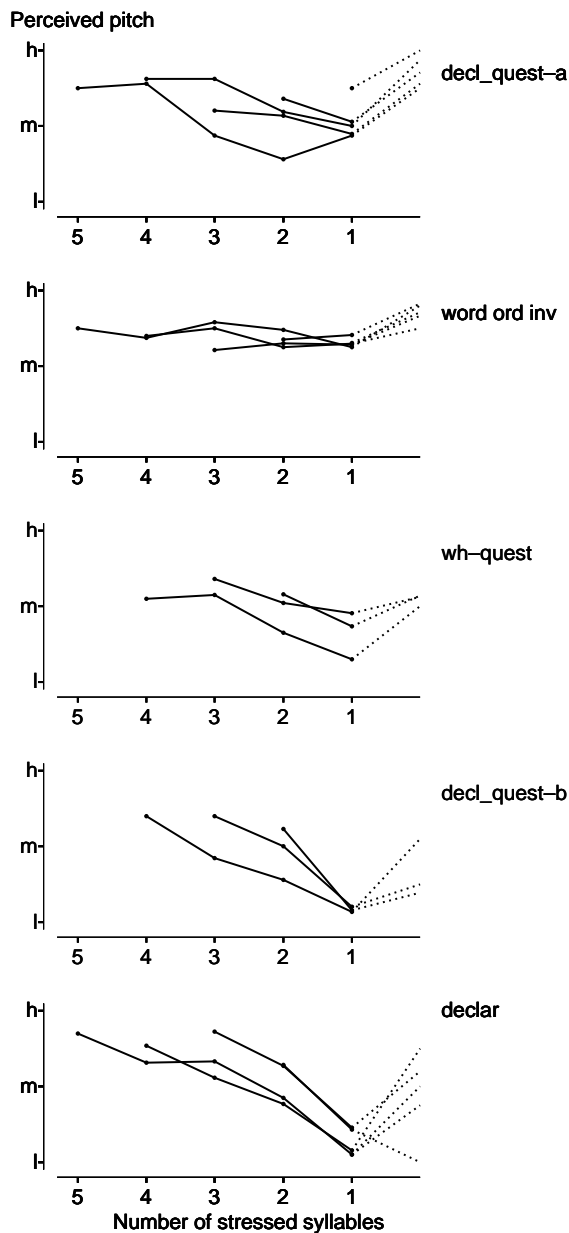 Perceived pitch
h
decl_quest–a
m
l
5 4 3 2 1
h
word ord inv
m
l
5 4 3 2 1
h
wh–quest
m
l
5 4 3 2 1
h
decl_quest–b
m
l
5 4 3 2 1
h
declar
m
l
5 4 3 2 1
Number of stressed syllables